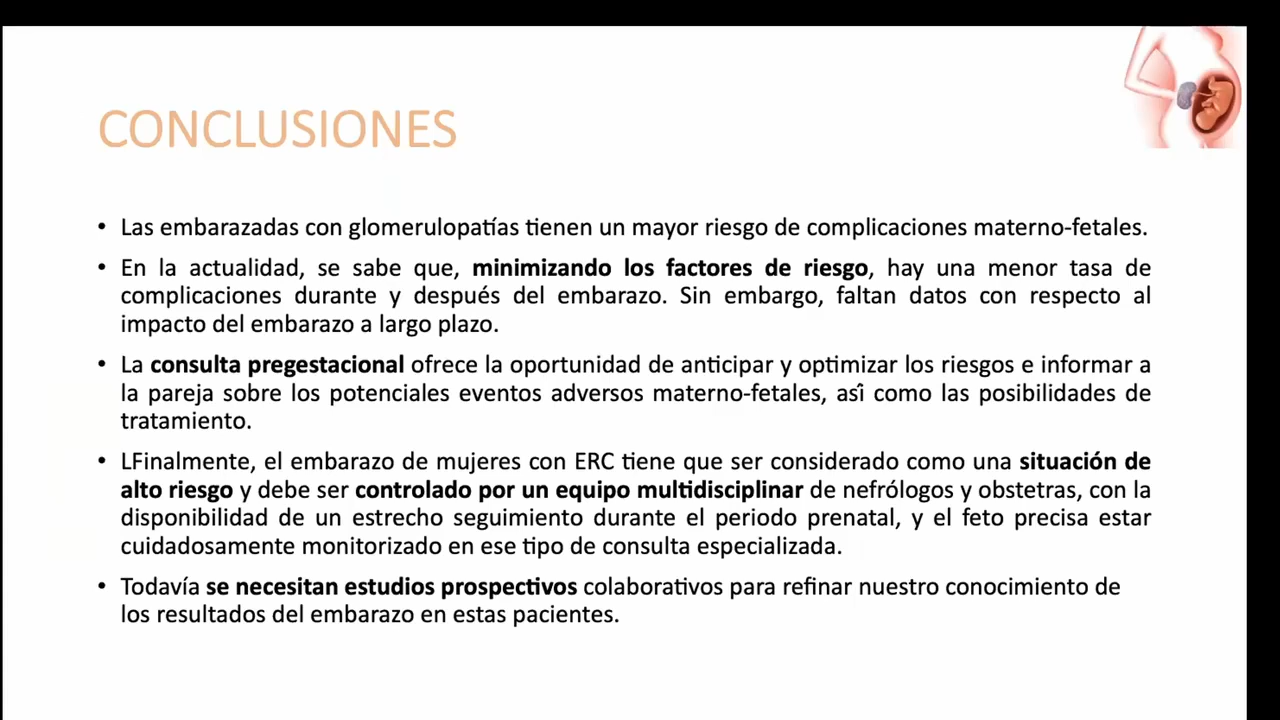 CONCLUSIONES
• Las embarazadas con glomerulopatías tienen un mayor riesgo de complicaciones materno-fetales.
• En la actualidad, se sabe que, minimizando los factores de riesgo, hay una menor tasa de
complicaciones durante y después del embarazo. Sin embargo, faltan datos con respecto al
impacto del embarazo a largo plazo.
• La consulta pregestacional ofrece la oportunidad de anticipar y optimizar los riesgos e informar a
la pareja sobre los potenciales eventos adversos materno-fetales, así como las posibilidades de
tratamiento.
• LFinalmente, el embarazo de mujeres con ERC tiene que ser considerado como una situación de
alto riesgo y debe ser controlado por un equipo multidisciplinar de nefrólogos y obstetras, con la
disponibilidad de un estrecho seguimiento durante el periodo prenatal, y el feto precisa estar
cuidadosamente monitorizado en ese tipo de consulta especializada.
• Todavía se necesitan estudios prospectivos colaborativos para refinar nuestro conocimiento de
los resultados del embarazo en estas pacientes.